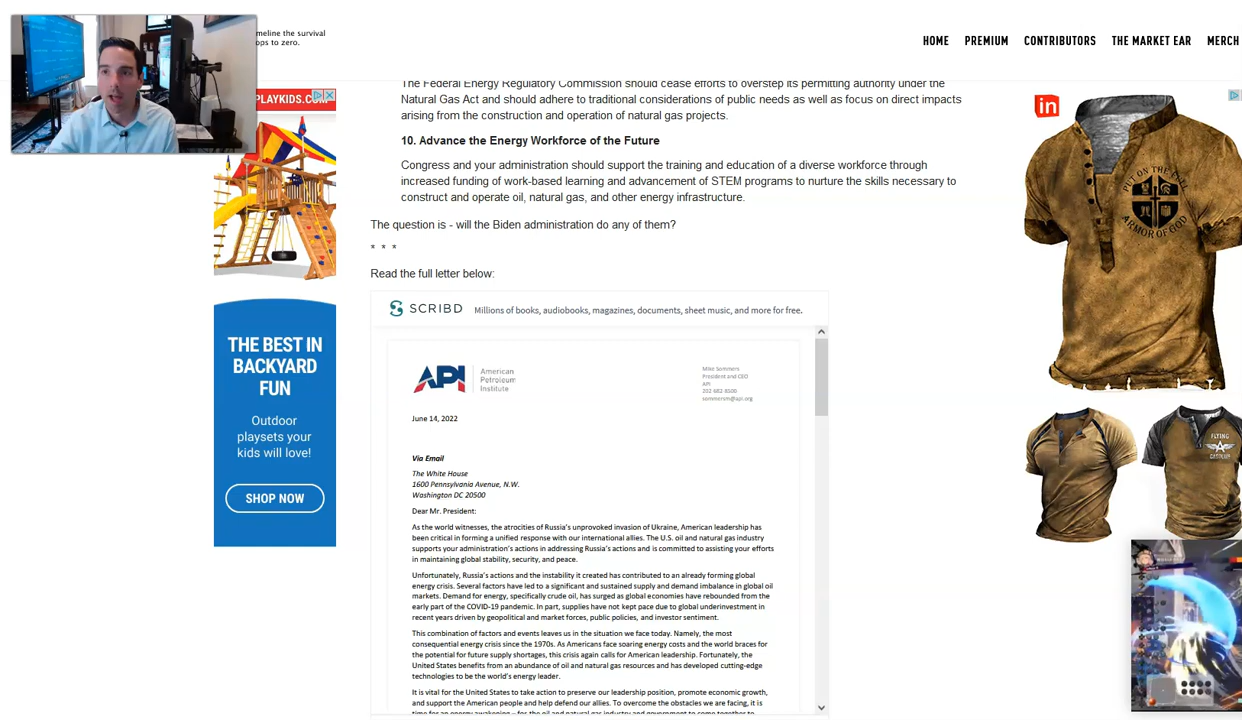 meline the survival
ops to zero.
HOME PREMIUM CONTRIBUTORS THE MARKET EAR MERCH
The Federal Energy Regulatory Commission should cease efforts to overstep its permitting authority under the
Natural Gas Act and should adhere to traditional considerations of public needs as well as focus on direct impacts
arising from the construction and operation of natural gas projects.
10. Advance the Energy Workforce of the Future
Congress and your administration should support the training and education of a diverse workforce through
increased funding of work-based learning and advancement of STEM programs to nurture the skills necessary to
construct and operate oil, natural gas, and other energy infrastructure.
The question is - will the Biden administration do any of them?
* * *
Read the full letter below:
SCRIBD Millions of books, audiobooks, magazines, documents, sheet music, and more for free.
API American
Petroleum
Institute
Mike Sommers
President and CEO
API
202 682 8500
sommersm@api.org
June 14, 2022
Via Email
The White House
1600 Pennsylvania Avenue, N.W.
Washington DC 20500
Dear Mr. President:
As the world witnesses, the atrocities of Russia's unprovoked invasion of Ukraine, American leadership has
been critical in forming a unified response with our international allies. The U.S. oil and natural gas industry
supports your administration's actions in addressing Russia's actions and is committed to assisting your efforts
in maintaining global stability, security, and peace.
Unfortunately, Russia's actions and the instability it created has contributed to an already forming global
energy crisis. Several factors have led to a significant and sustained supply and demand imbalance in global oil
markets. Demand for energy, specifically crude oil, has surged as global economies have rebounded from the
early part of the COVID-19 pandemic. In part, supplies have not kept pace due to global underinvestment in
recent years driven by geopolitical and market forces, public policies, and investor sentiment.
This combination of factors and events leaves us in the situation we face today. Namely, the most
consequential energy crisis since the 1970s. As Americans face soaring energy costs and the world braces for
the potential for future supply shortages, this crisis again calls for American leadership. Fortunately, the
United States benefits from an abundance of oil and natural gas resources and has developed cutting-edge
technologies to be the world's energy leader.
It is vital for the United States to take action to preserve our leadership position, promote economic growth,
and support the American people and help defend our allies. To overcome the obstacles we are facing, it is
time for an energy awakening – for the oil and natural gas industry and government to come together to
PLAYKIDS.COM
THE BEST IN
BACKYARD
FUN
Outdoor
playsets your
kids will love!
SHOP NOW
in
PUT ON THE FULL
ARMOR OF GOD
FLYING